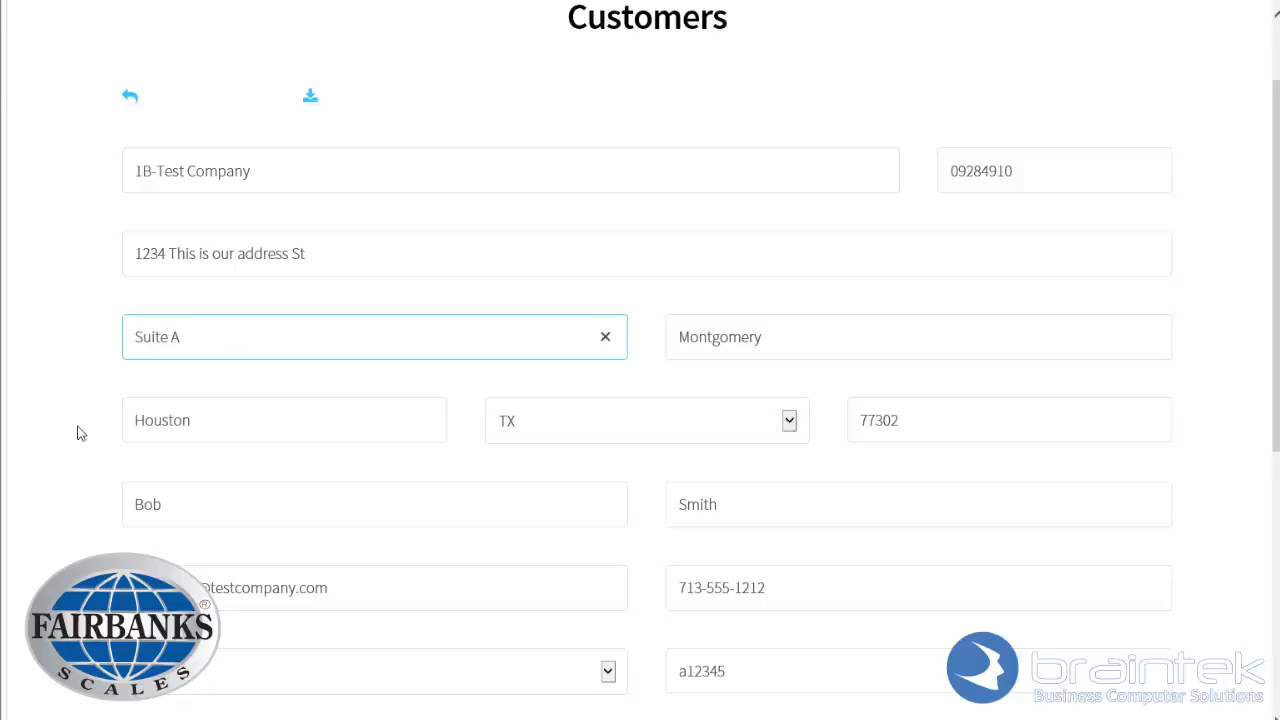 Customers
1B-Test Company
09284910
1234 This is our address St
Suite A
Montgomery
Houston
TX
77302
Bob
Smith
@testcompany.com
713-555-1212
a12345
FAIRBANKS®
SCALES
braintek
Business Computer Solutions